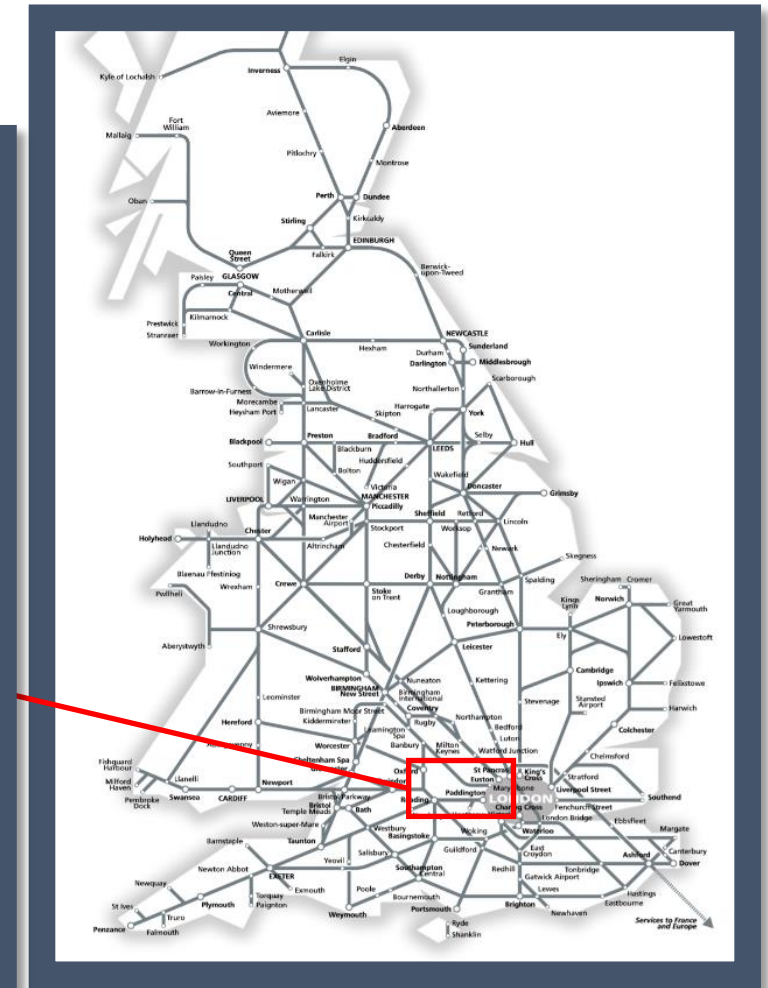 Elgin
Kyle of Lochalsh
Inverness
Aviemore
Fort
William
Mallaig
Aberdeen
Pitlochry
Montrose
Oban
Perth
Dundee
Stirling
Kirkcaldy
Queen
Street
Falkirk
EDINBURGH
Berwick-
upon-Tweed
Paisley
GLASGOW
Central
Motherwell
Prestwick
Kilmarnock
Stranraer
Carlisle
NEWCASTLE
Workington
Hexham
Durham
Sunderland
Darlington
Middlesbrough
Windermere
Oxenholme
Lake District
Northallerton
Scarborough
Barrow-in-Furness
Morecambe
Heysham Port
Lancaster
Harrogate
Skipton
York
Blackpool
Preston
Bradford
Selby
Hull
Blackburn
LEEDS
Southport
Bolton
Huddersfield
Wakefield
Wigan
Victoria
MANCHESTER
Piccadilly
Doncaster
Grimsby
LIVERPOOL
Warrington
Manchester
Airport
Stockport
Sheffield
Retford
Worksop
Lincoln
Llandudno
Chester
Holyhead
Llandudno
Junction
Altrincham
Chesterfield
Newark
Skegness
Blaenau Ffestiniog
Pwllheli
Wrexham
Crewe
Stoke
on Trent
Derby
Nottingham
Grantham
Spalding
Sheringham
Cromer
Kings
Lynn
Norwich
Great
Yarmouth
Loughborough
Peterborough
Ely
Lowestoft
Aberystwyth
Shrewsbury
Stafford
Leicester
Wolverhampton
BIRMINGHAM
New Street
Nuneaton
Birmingham
International
Kettering
Cambridge
Ipswich
Felixstowe
Stansted
Airport
Harwich
Leominster
Birmingham Moor Street
Kidderminster
Coventry
Rugby
Northampton
Stevenage
Colchester
Hereford
Leamington
Spa
Bedford
Luton
Worcester
Banbury
Milton
Keynes
Watford Junction
Chelmsford
Cheltenham Spa
Fishguard
Harbour
Milford
Haven
Pembroke
Dock
Llanelli
Swansea
CARDIFF
Newport
Oxford
St Pancras
Euston
King's
Cross
Stratford
Liverpool Street
Southend
Paddington
LONDON
Fenchurch Street
Bristol Parkway
Reading
Charing Cross
London Bridge
Bristol
Temple Meads
Bath
Waterloo
Ebbsfleet
Margate
Weston-super-Mare
Westbury
Basingstoke
Woking
Barnstaple
Taunton
Guildford
East
Croydon
Canterbury
Newton Abbot
Yeovil
Salisbury
Redhill
Tonbridge
Ashford
Dover
EXETER
Southampton
Central
Gatwick Airport
Newquay
Exmouth
Poole
Lewes
Hastings
St Ives
Plymouth
Torquay
Paignton
Bournemouth
Eastbourne
Truro
Weymouth
Portsmouth
Brighton
Newhaven
Penzance
Falmouth
Ryde
Shanklin
Services to France
and Europe